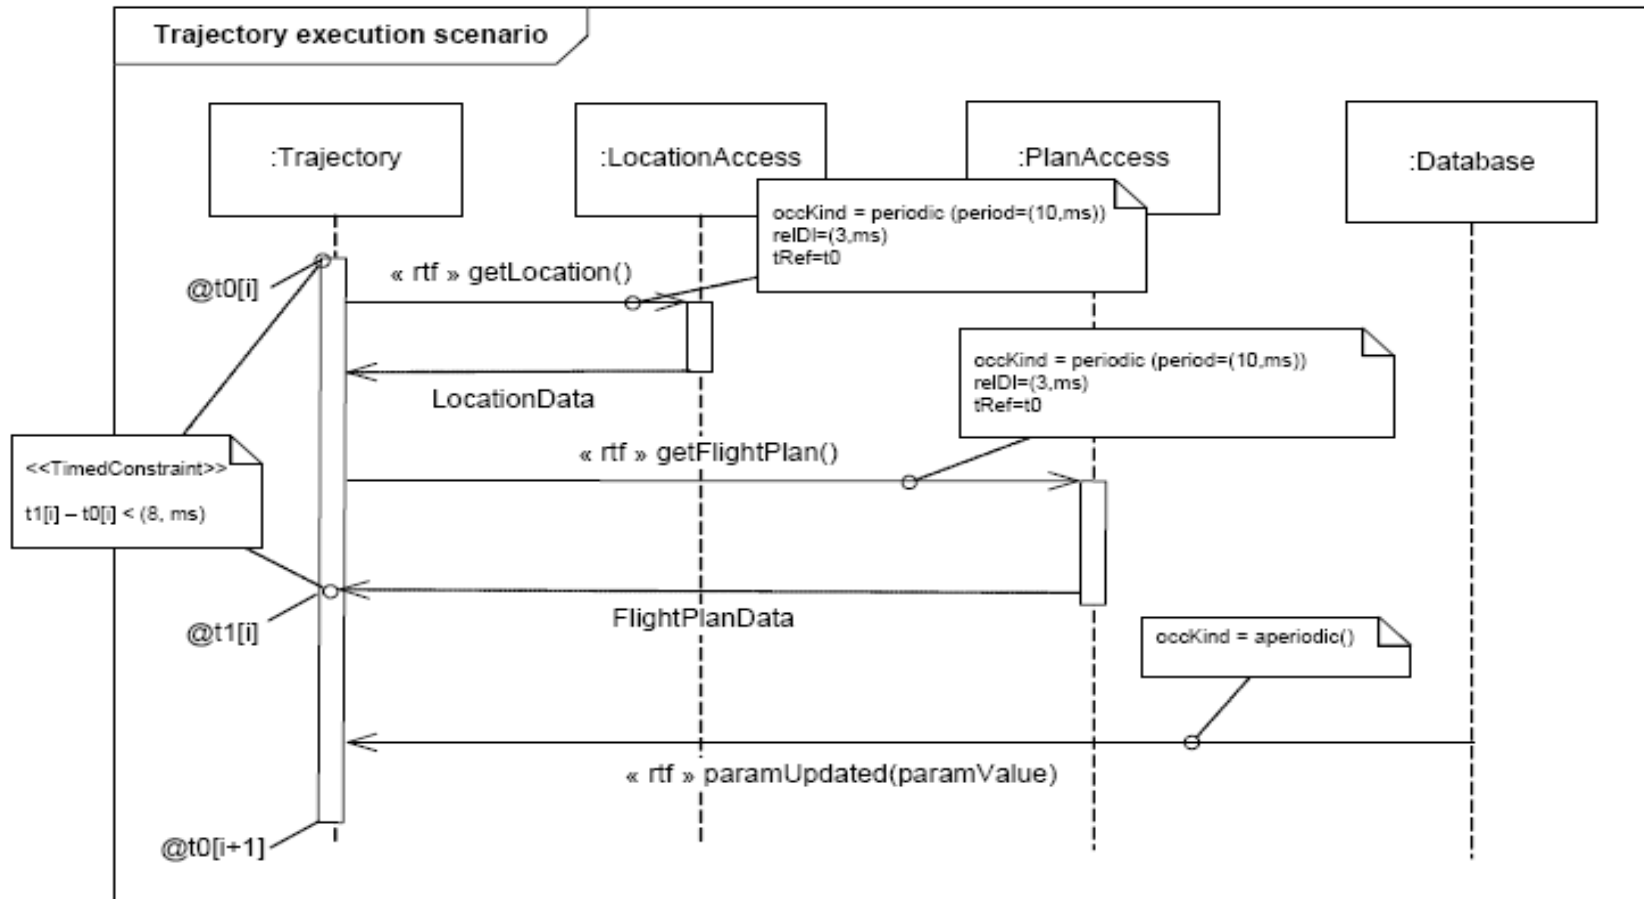 Trajectory execution scenario
:Trajectory
:LocationAccess
:PlanAccess
:Database
occKind = periodic (period=(10,ms))
relDl=(3,ms)
tRef=t0
@t0[i]
« rtf » getLocation()
LocationData
occKind = periodic (period=(10,ms))
relDl=(3,ms)
tRef=t0
« rtf » getFlightPlan()
<<TimedConstraint>>
t1[i] – t0[i] < (8, ms)
@t1[i]
FlightPlanData
occKind = aperiodic()
« rtf » paramUpdated(paramValue)
@t0[i+1]